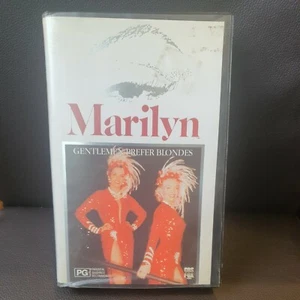 Marilyn
GENTLEMEN PREFER BLONDES
PG